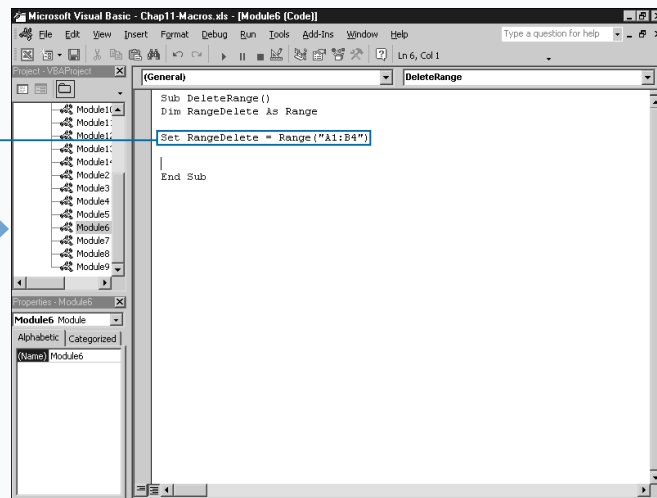 Microsoft Visual Basic - Chap11-Macros.xls - [Module6 (Code)]
File Edit View Insert Format Debug Run Tools Add-Ins Window Help
Type a question for help
Ln 6, Col 1
Project - VBAProject
(General)
DeleteRange
Module1(
Module1
Module1
Module1
Module1
Module2
Module3
Module4
Module5
Module6
Module7
Module8
Module9
Sub DeleteRange()
Dim RangeDelete As Range
Set RangeDelete = Range("A1:B4")
End Sub
Properties - Module6
Module6 Module
Alphabetic Categorized
(Name) Module6